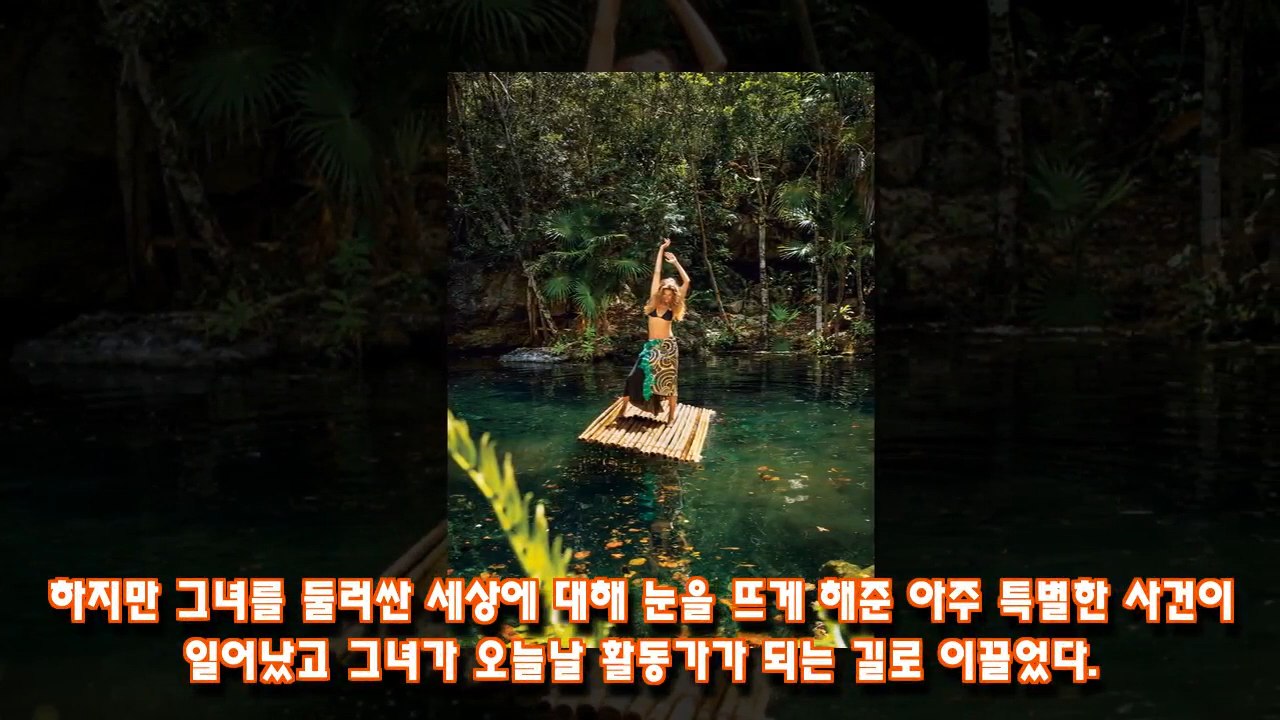 하지만 그녀를 둘러싼 세상에 대해 눈을 뜨게 해준 아주 특별한 사건이
일어났고 그녀가 오늘날 활동가가 되는 길로 이끌었다.